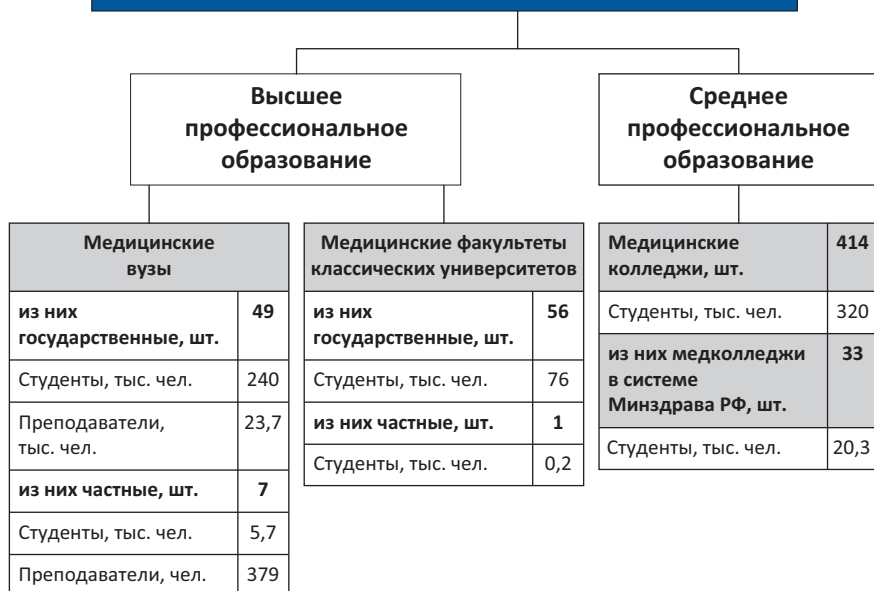 Высшее
профессиональное
образование
Среднее
профессиональное
образование
Медицинские
вузы
из них
государственные, шт.
49
Студенты, тыс. чел.
240
Преподаватели,
тыс. чел.
23,7
из них частные, шт.
7
Студенты, тыс. чел.
5,7
Преподаватели, чел.
379
Медицинские факультеты
классических университетов
из них
государственные, шт.
56
Студенты, тыс. чел.
76
из них частные, шт.
1
Студенты, тыс. чел.
0,2
Медицинские
колледжи, шт.
414
Студенты, тыс. чел.
320
из них медколледжи
в системе
Минздрава РФ, шт.
33
Студенты, тыс. чел.
20,3